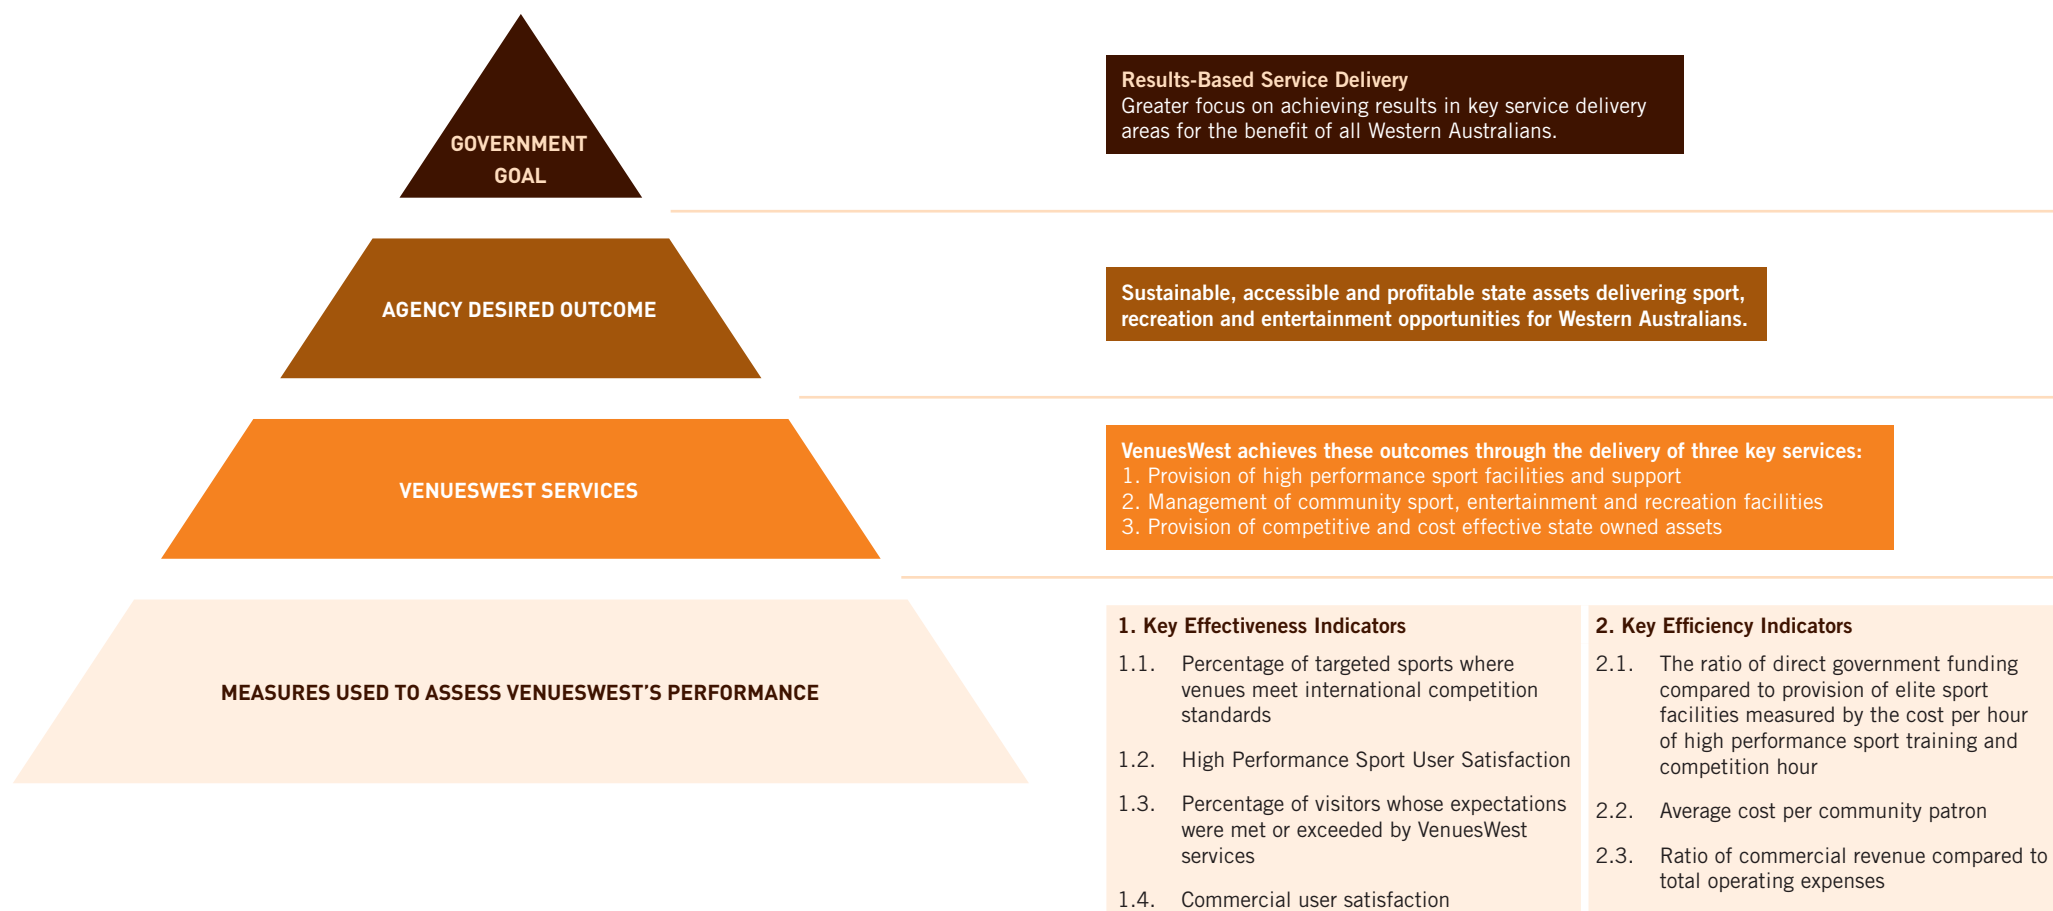 GOVERNMENT
GOAL
Results-Based Service Delivery
Greater focus on achieving results in key service delivery
areas for the benefit of all Western Australians.
AGENCY DESIRED OUTCOME
Sustainable, accessible and profitable state assets delivering sport,
recreation and entertainment opportunities for Western Australians.
VENUESWEST SERVICES
VenuesWest achieves these outcomes through the delivery of three key services:
1. Provision of high performance sport facilities and support
2. Management of community sport, entertainment and recreation facilities
3. Provision of competitive and cost effective state owned assets
MEASURES USED TO ASSESS VENUESWEST'S PERFORMANCE
1. Key Effectiveness Indicators
1.1. Percentage of targeted sports where
venues meet international competition
standards
1.2. High Performance Sport User Satisfaction
1.3. Percentage of visitors whose expectations
were met or exceeded by VenuesWest
services
1.4. Commercial user satisfaction
2. Key Efficiency Indicators
2.1. The ratio of direct government funding
compared to provision of elite sport
facilities measured by the cost per hour
of high performance sport training and
competition hour
2.2. Average cost per community patron
2.3. Ratio of commercial revenue compared to
total operating expenses